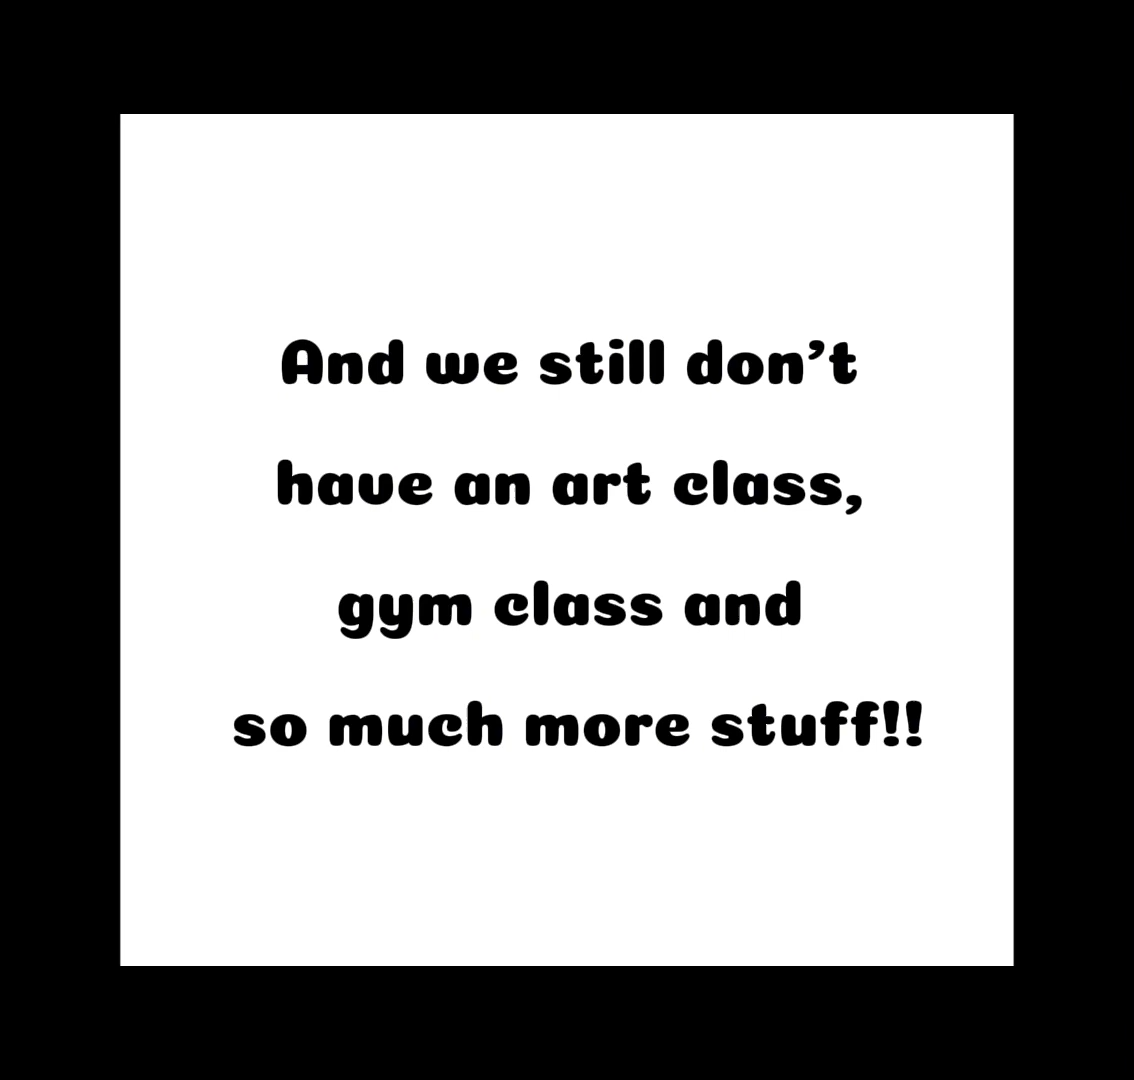 And we still don’t
have an art class,
gym class and
so much more stuff!!